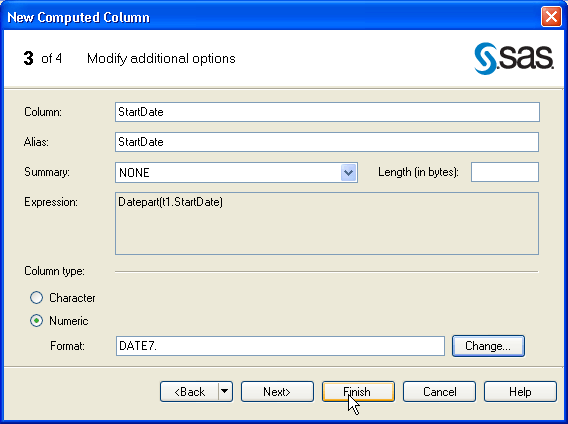 New Computed Column
3 of 4 Modify additional options
sas.
Column: StartDate
Alias: StartDate
Summary: NONE Length (in bytes):
Expression: Datepart(t1.StartDate)
Column type:
Character
Numeric
Format: DATE7. Change...
<Back Next> Finish Cancel Help